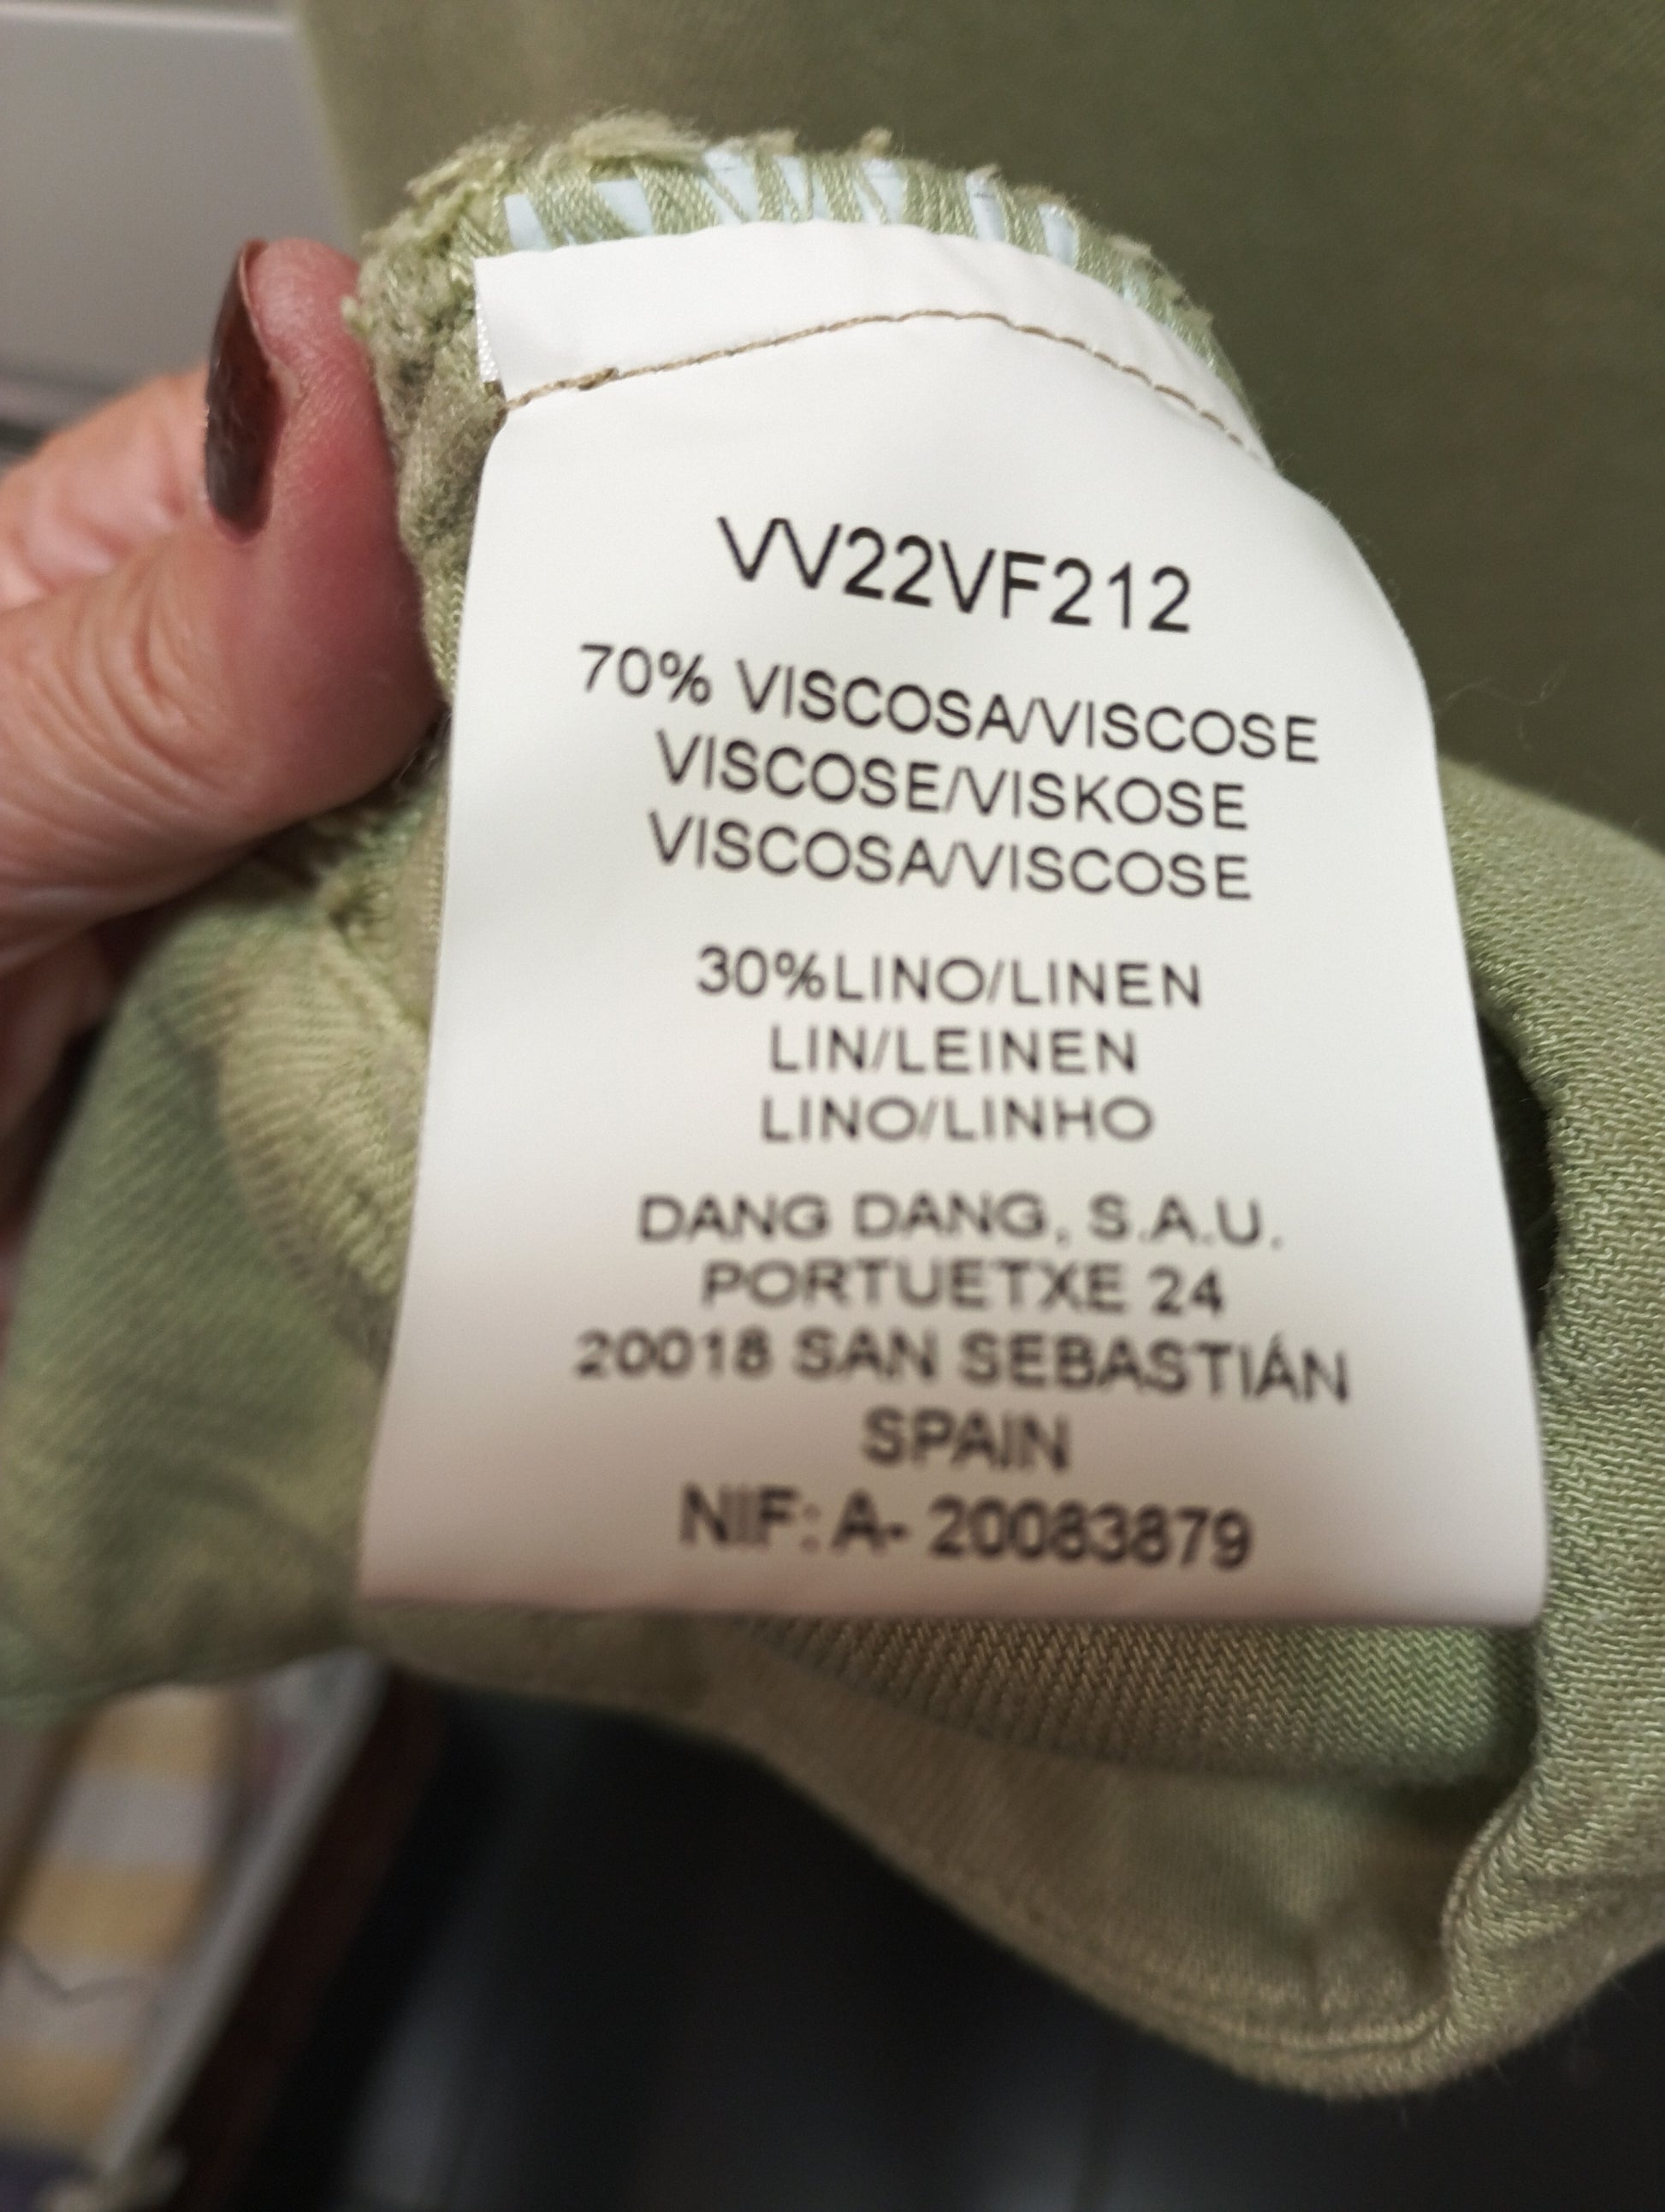 VV22VF212
70% VISCOSA/VISCOSE
VISCOSE/VISKOSE
VISCOSA/VISCOSE
30%LINO/LINEN
LIN/LEINEN
LINO/LINHO
DANG DANG, S.A.U.
PORTUETXE 24
20018 SAN SEBASTIÁN
SPAIN
NIF: A- 20083879